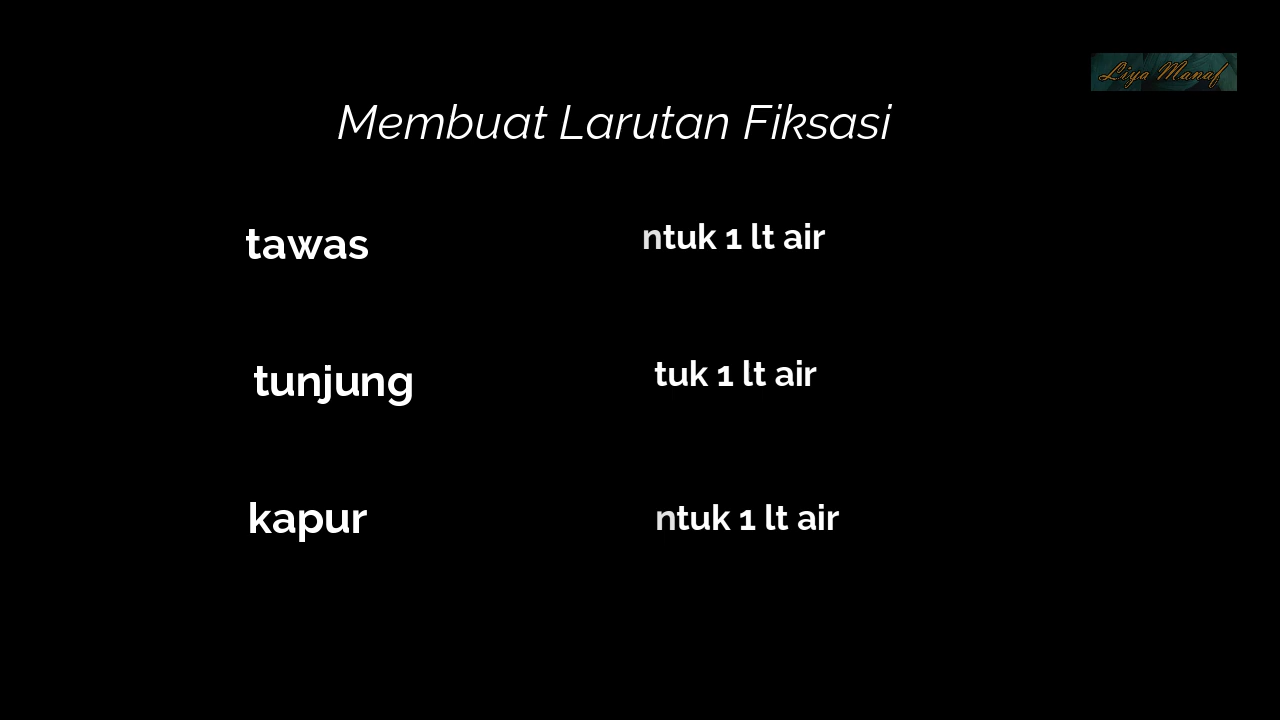 Liya Manaf
Membuat Larutan Fiksasi
tawas
ntuk 1 lt air
tunjung
tuk 1 lt air
kapur
ntuk 1 lt air